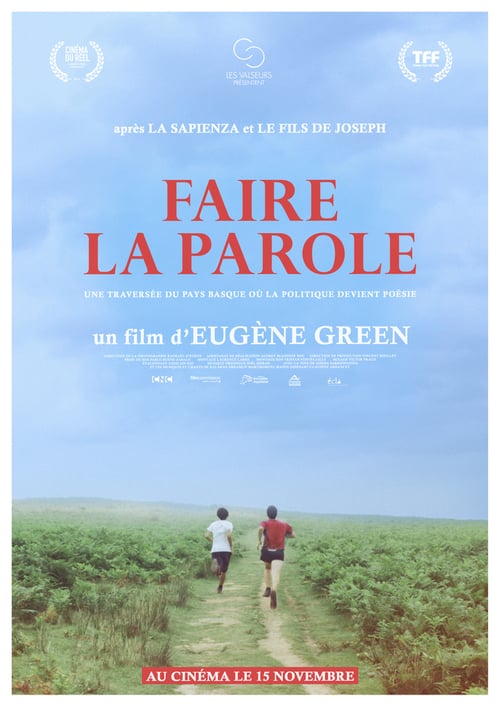 CINÉMA
DU RÉEL
TFF
LES VALSEURS
PRÉSENTENT
après LA SAPIENZA et LE FILS DE JOSEPH
FAIRE
LA PAROLE
UNE TRAVERSÉE DU PAYS BASQUE OÙ LA POLITIQUE DEVIENT POÉSIE
un film d'EUGÈNE GREEN
CNC
écla
AU CINÉMA LE 15 NOVEMBRE